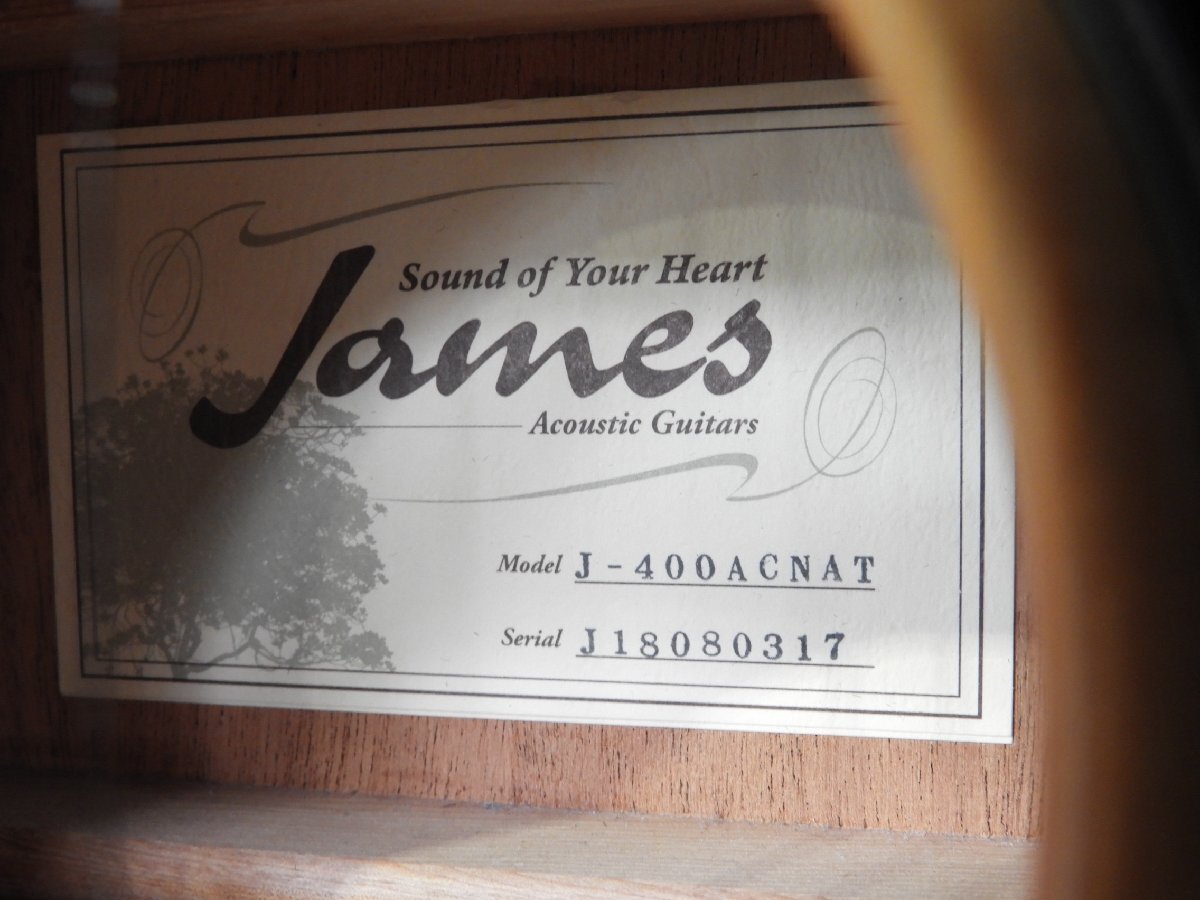 Sound of Your Heart
James
Acoustic Guitars
Model J-400ACNAT
Serial J18080317